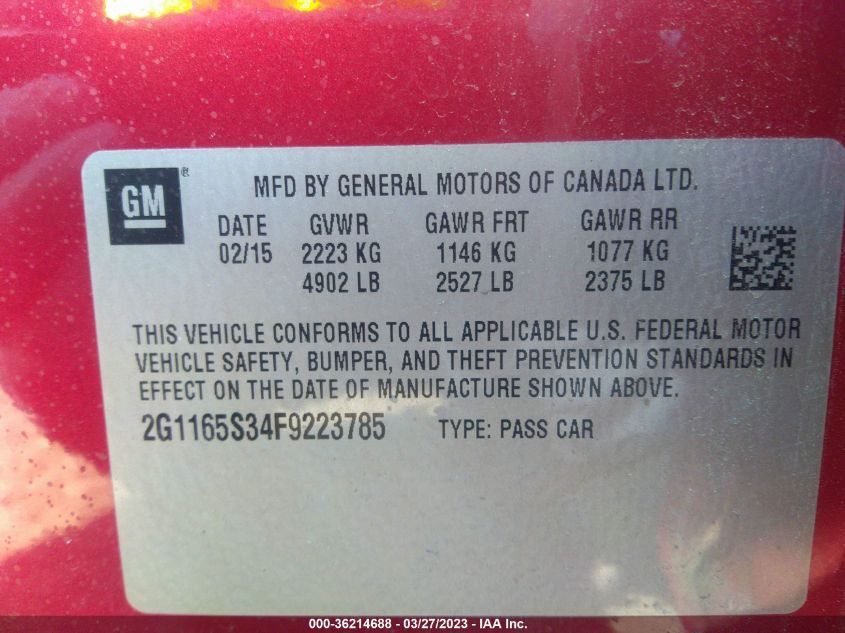 GM®
MFD BY GENERAL MOTORS OF CANADA LTD.
DATE GVWR GAWR FRT GAWR RR
02/15 2223 KG 1146 KG 1077 KG
4902 LB 2527 LB 2375 LB
THIS VEHICLE CONFORMS TO ALL APPLICABLE U.S. FEDERAL MOTOR
VEHICLE SAFETY, BUMPER, AND THEFT PREVENTION STANDARDS IN
EFFECT ON THE DATE OF MANUFACTURE SHOWN ABOVE.
2G1165S34F9223785 TYPE: PASS CAR
000-36214688 - 03/27/2023 - IAA Inc.